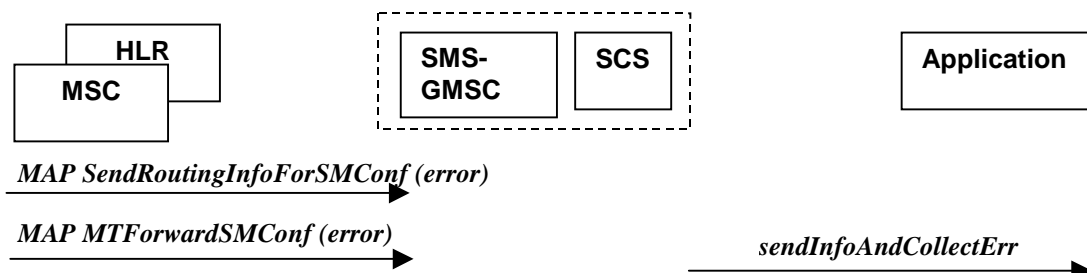 HLR
MSC
SMS-
GMSC
SCS
Application
MAP SendRoutingInfoForSMConf (error)
MAP MTForwardSMConf (error)
sendInfoAndCollectErr